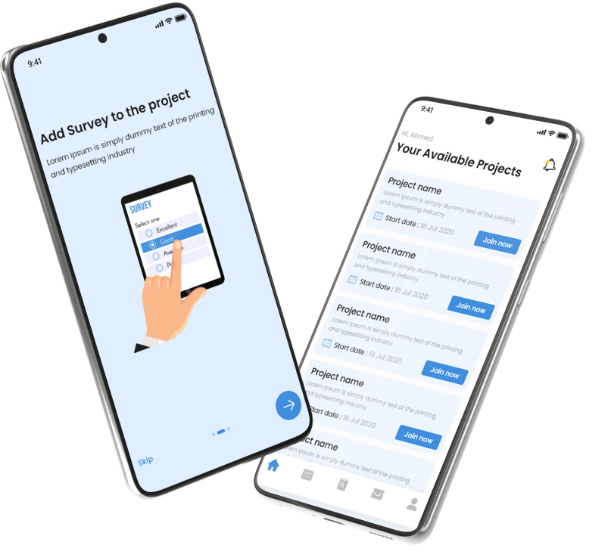 9:41
Add Survey to the project
Lorem Ipsum is simply dummy text of the printing
and typesetting industry
SURVEY
Select one
Excellent
Good
Skip
9:41
Hi, Ahmed
Your Available Projects
Project name
Lorem Ipsum is simply dummy text of the printing
and typesetting industry
Start date : 16 Jul 2020
Join now
Project name
Lorem Ipsum is simply dummy text of the printing
and typesetting industry
Start date : 16 Jul 2020
Join now
Project name
Lorem Ipsum is simply dummy text of the printing
and typesetting industry
Start date : 16 Jul 2020
Join now
Project name
Lorem Ipsum is simply dummy text of the printing
and typesetting industry
date : 16 Jul 2020
Join now
name
Ipsum is simply dummy text of the printing
typesetting industry